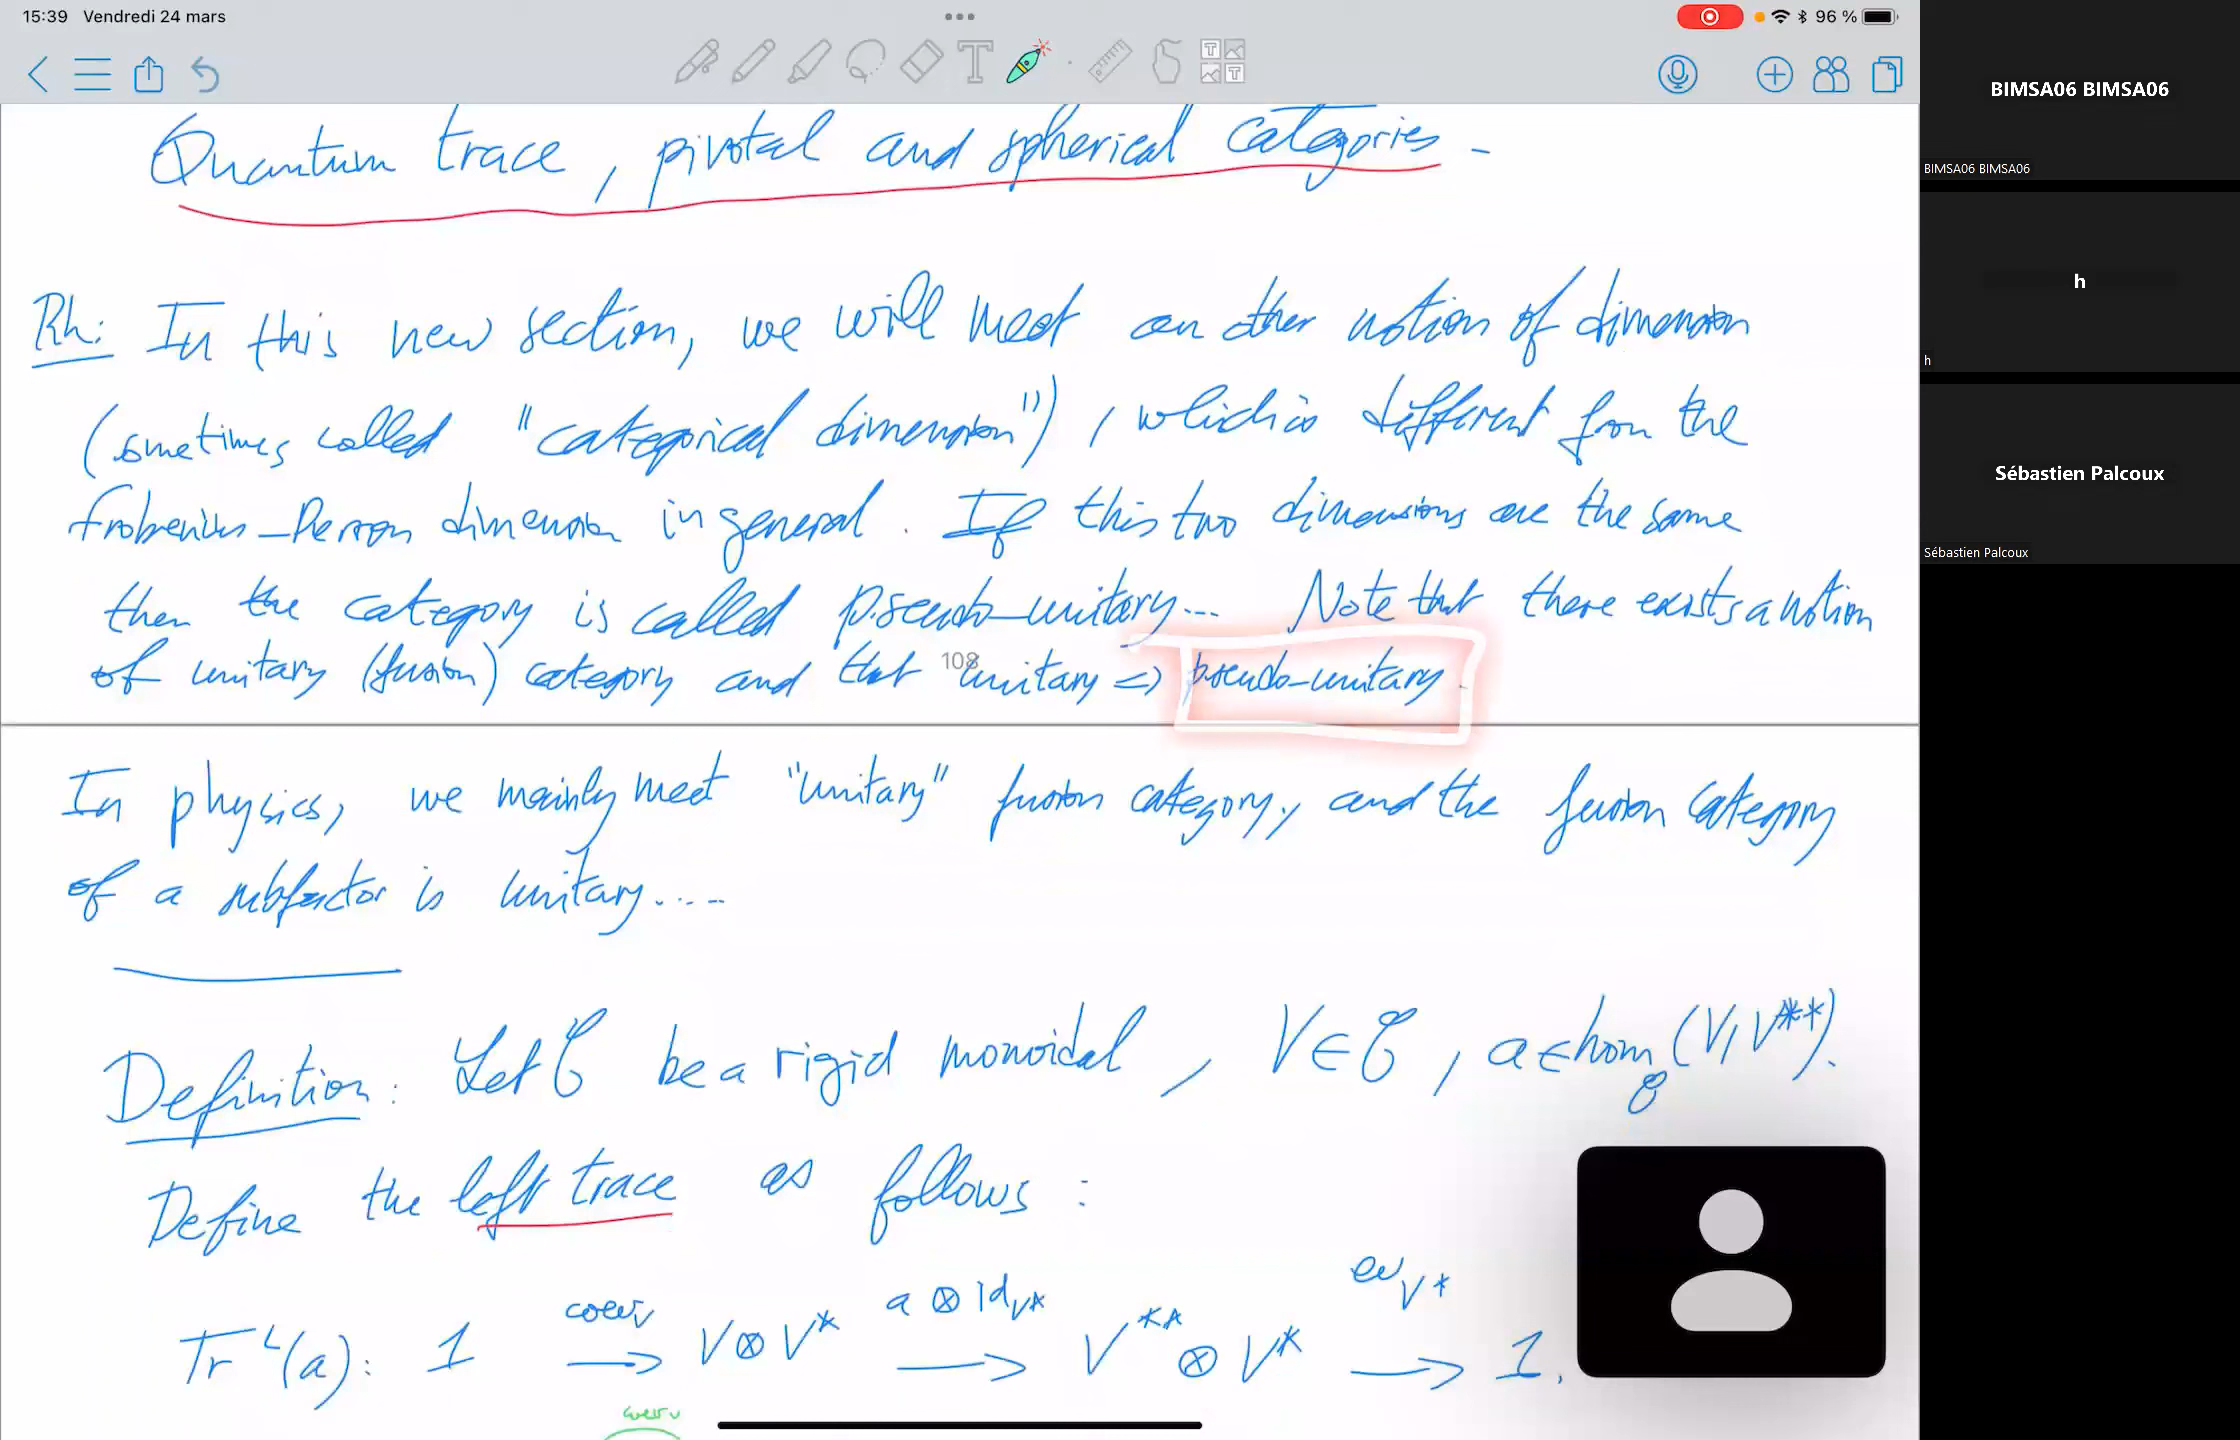 15:39 Vendredi 24 mars
96 %
Quantum trace, pivotal and spherical categories -
Rk: In this new section, we will meet an other notion of dimension
(sometimes called "categorical dimension"), which is different from the
Frobenius-Perron dimension in general. If this two dimensions are the same
then the category is called pseudo-unitary... Note that there exists a notion
of unitary (fusion) category and that unitary => pseudo-unitary.
108
In physics, we mainly meet "unitary" fusion category, and the fusion category
of a subfactor is unitary.....
Definition: Let 𝒞 be a rigid monoidal, V ∈ 𝒞, a ∈ hom_𝒞 (V, V**).
Define the left trace as follows:
coev_V a ⊗ id_V* ev_V*
Tr^L(a): 1 → V ⊗ V* → V** ⊗ V* → 1.
coev_V
BIMSA06 BIMSA06
BIMSA06 BIMSA06
h
h
Sébastien Palcoux
Sébastien Palcoux